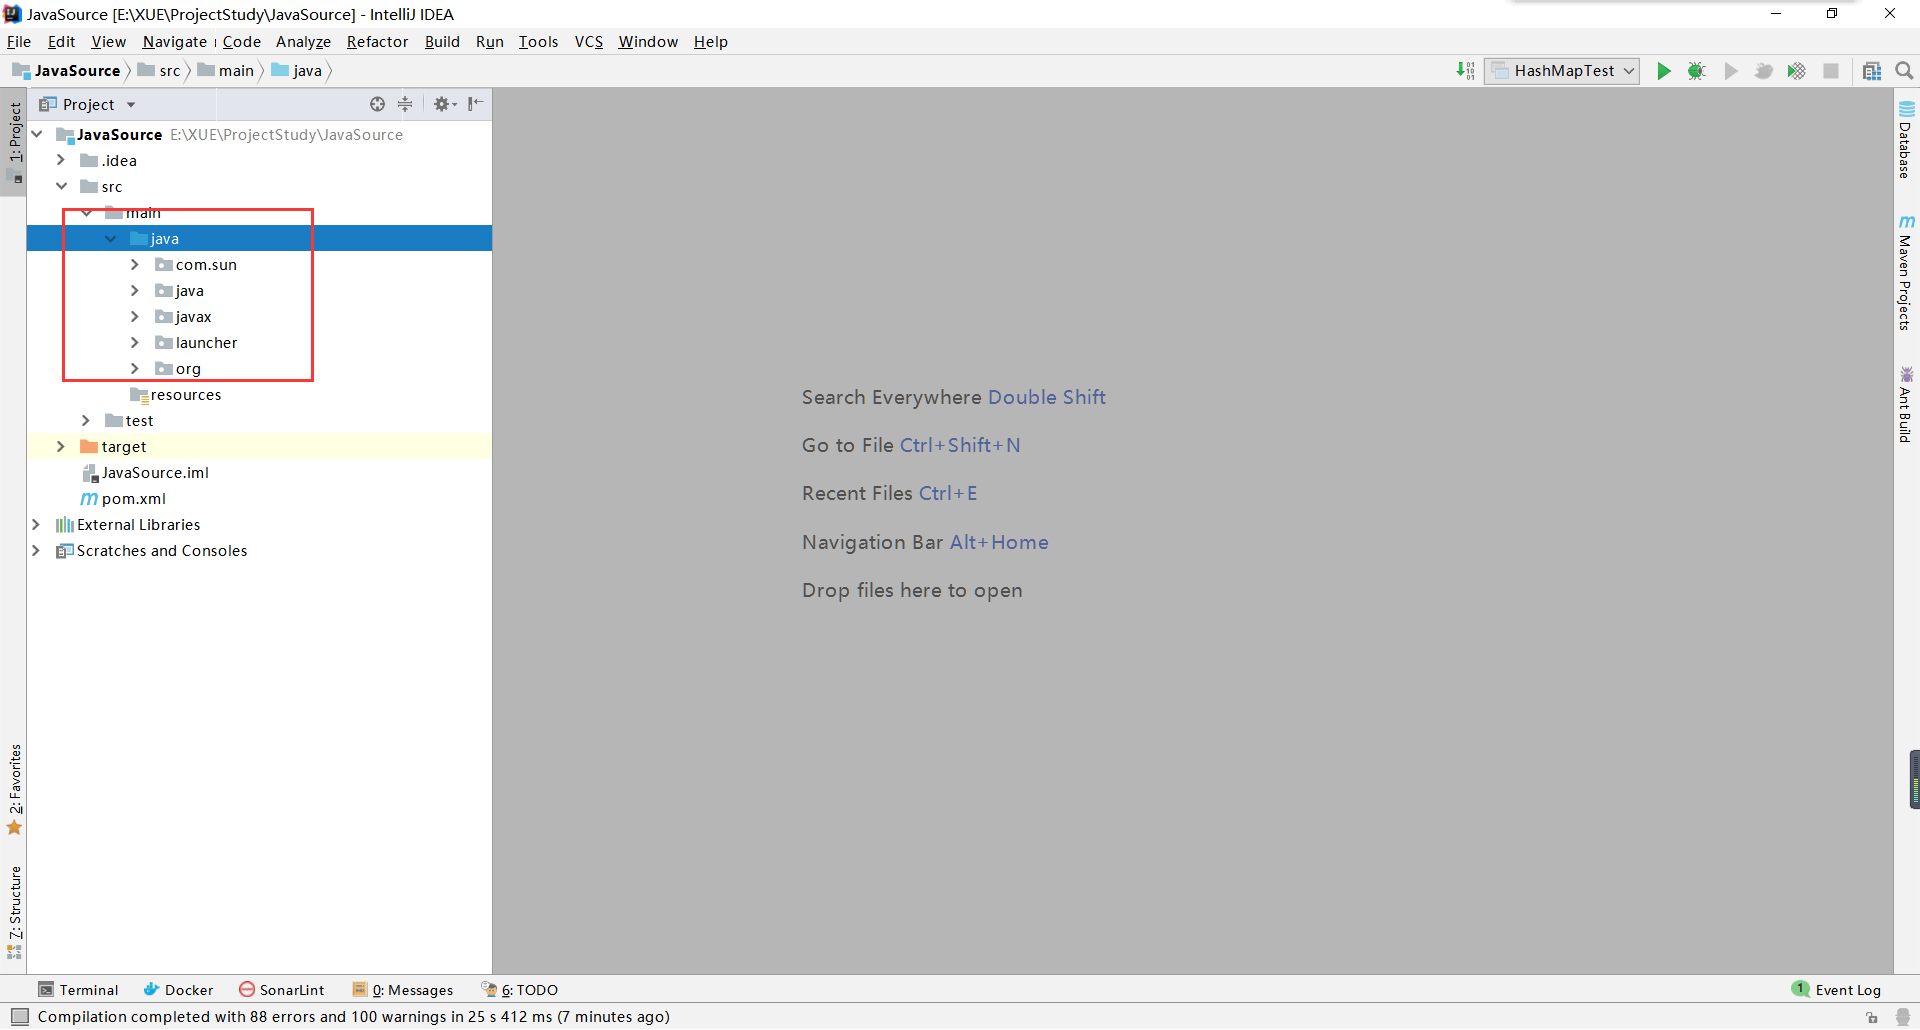 JavaSource [E:\XUE\ProjectStudy\JavaSource] - IntelliJ IDEA
File Edit View Navigate Code Analyze Refactor Build Run Tools VCS Window Help
JavaSource src main java
HashMapTest
Project
JavaSource E:\XUE\ProjectStudy\JavaSource
.idea
src
main
java
com.sun
java
javax
launcher
org
resources
test
target
JavaSource.iml
pom.xml
External Libraries
Scratches and Consoles
1: Project
2: Favorites
7: Structure
Search Everywhere Double Shift
Go to File Ctrl+Shift+N
Recent Files Ctrl+E
Navigation Bar Alt+Home
Drop files here to open
Database
Maven Projects
Ant Build
Terminal Docker SonarLint 0: Messages 6: TODO
1 Event Log
Compilation completed with 88 errors and 100 warnings in 25 s 412 ms (7 minutes ago)